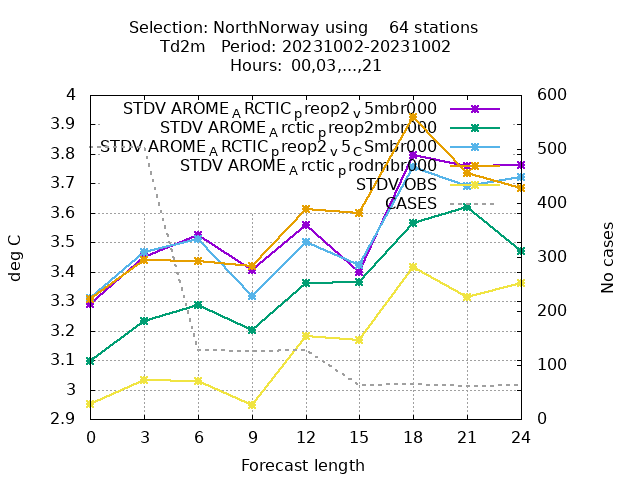 Selection: NorthNorway using 64 stations
Td2m Period: 20231002-20231002
Hours: 00,03,...,21
4
3.9
3.8
3.7
3.6
3.5
3.4
3.3
3.2
3.1
3
2.9
deg C
STDV AROME_ARCTIC_preop2_v5mbr000
STDV AROME_Arctic_preop2mbr000
STDV AROME_ARCTIC_preop2_v5_CSmbr000
STDV AROME_Arctic_prodmbr000
STDV OBS
CASES
600
500
400
300
200
100
0
No cases
0 3 6 9 12 15 18 21 24
Forecast length